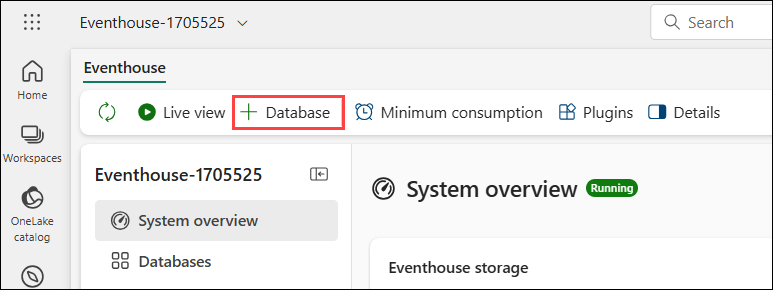 Eventhouse-1705525
Search
Eventhouse
Live view
Database
Minimum consumption
Plugins
Details
Home
Workspaces
OneLake
catalog
Eventhouse-1705525
System overview
Databases
System overview
Running
Eventhouse storage